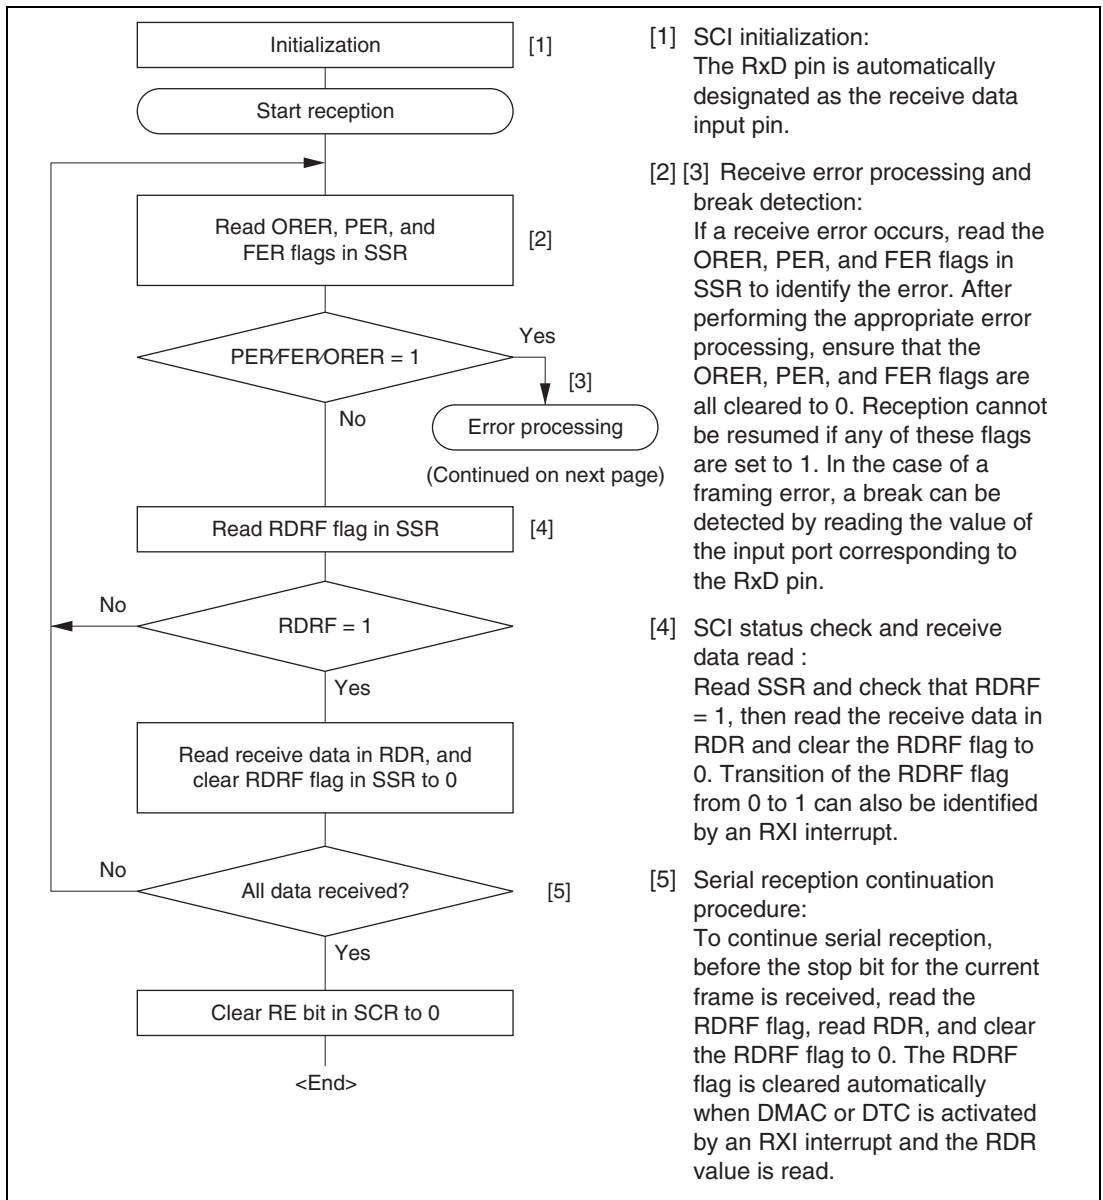 Initialization
[1]
Start reception
Read ORER, PER, and
FER flags in SSR
[2]
PER∕FER∕ORER = 1
Yes
[3]
No
Error processing
(Continued on next page)
Read RDRF flag in SSR
[4]
No
RDRF = 1
Yes
Read receive data in RDR, and
clear RDRF flag in SSR to 0
No
All data received?
[5]
Yes
Clear RE bit in SCR to 0
<End>
[1] SCI initialization:
The RxD pin is automatically
designated as the receive data
input pin.
[2] [3] Receive error processing and
break detection:
If a receive error occurs, read the
ORER, PER, and FER flags in
SSR to identify the error. After
performing the appropriate error
processing, ensure that the
ORER, PER, and FER flags are
all cleared to 0. Reception cannot
be resumed if any of these flags
are set to 1. In the case of a
framing error, a break can be
detected by reading the value of
the input port corresponding to
the RxD pin.
[4] SCI status check and receive
data read :
Read SSR and check that RDRF
= 1, then read the receive data in
RDR and clear the RDRF flag to
0. Transition of the RDRF flag
from 0 to 1 can also be identified
by an RXI interrupt.
[5] Serial reception continuation
procedure:
To continue serial reception,
before the stop bit for the current
frame is received, read the
RDRF flag, read RDR, and clear
the RDRF flag to 0. The RDRF
flag is cleared automatically
when DMAC or DTC is activated
by an RXI interrupt and the RDR
value is read.